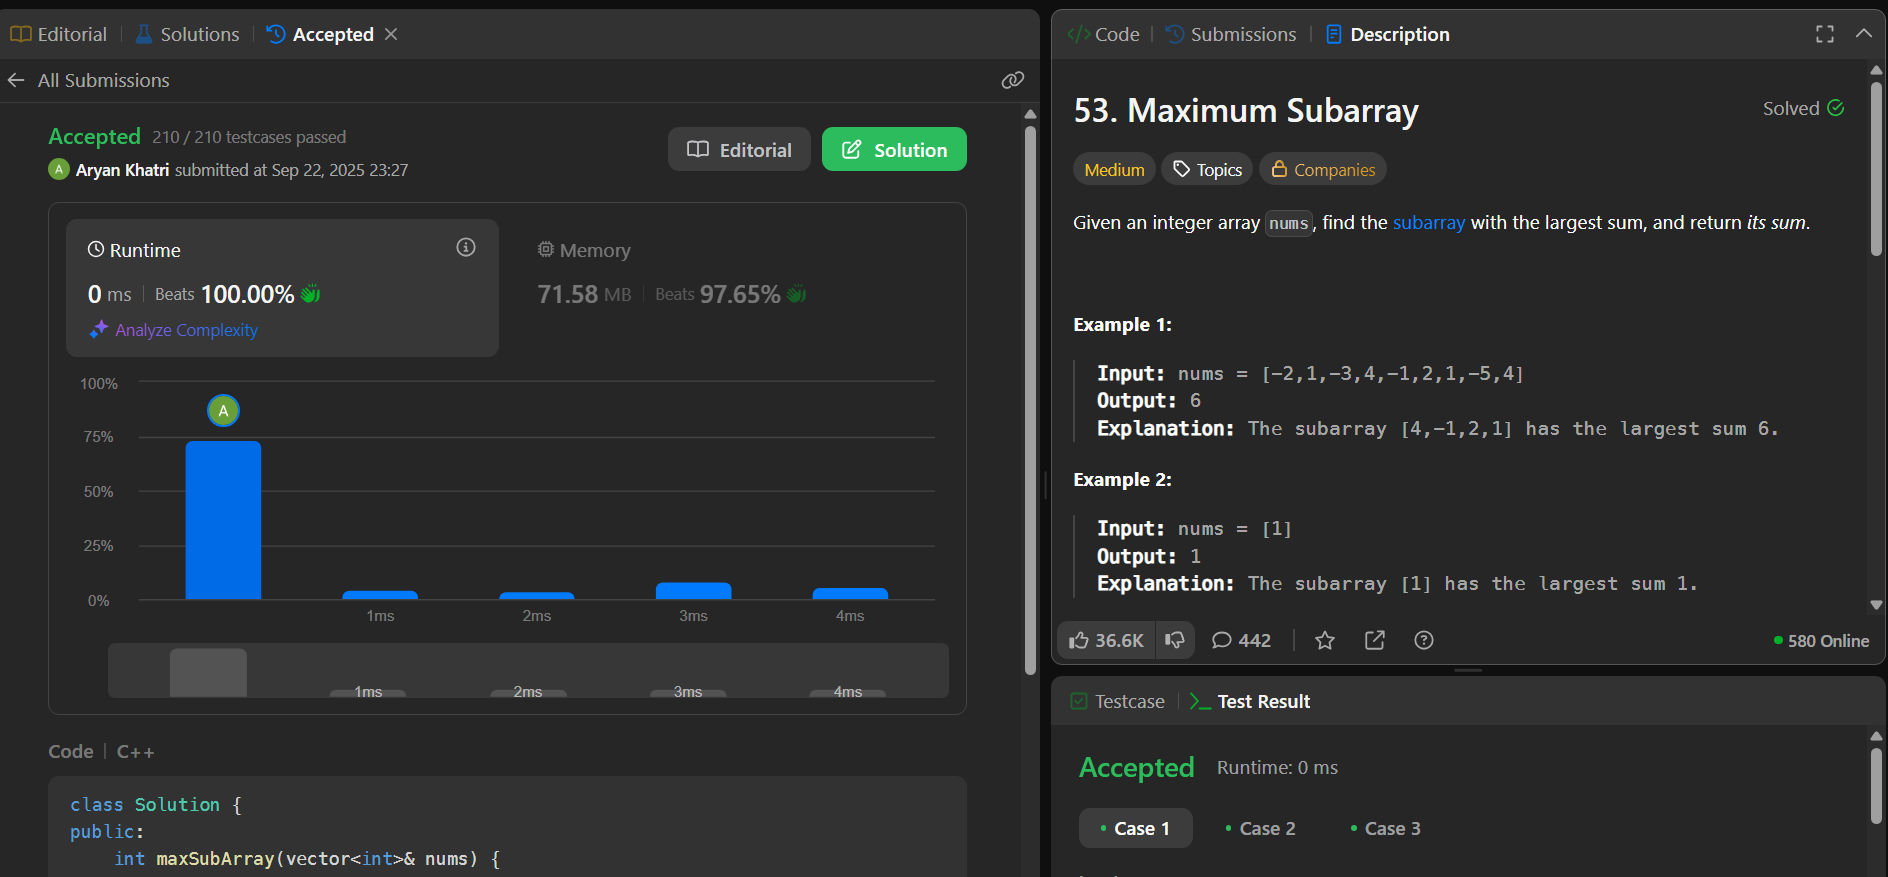 Editorial | Solutions | Accepted
All Submissions
Accepted 210 / 210 testcases passed
A Aryan Khatri submitted at Sep 22, 2025 23:27
Editorial
Solution
Runtime
0 ms | Beats 100.00%
Analyze Complexity
Memory
71.58 MB | Beats 97.65%
100%
75%
50%
25%
0%
A
1ms 2ms 3ms 4ms
1ms 2ms 3ms 4ms
Code | C++
class Solution {
public:
    int maxSubArray(vector<int>& nums) {
</> Code | Submissions | Description
53. Maximum Subarray
Solved
Medium Topics Companies
Given an integer array nums, find the subarray with the largest sum, and return its sum.
Example 1:
Input: nums = [-2,1,-3,4,-1,2,1,-5,4]
Output: 6
Explanation: The subarray [4,-1,2,1] has the largest sum 6.
Example 2:
Input: nums = [1]
Output: 1
Explanation: The subarray [1] has the largest sum 1.
36.6K 442
580 Online
Testcase | Test Result
Accepted Runtime: 0 ms
• Case 1 • Case 2 • Case 3